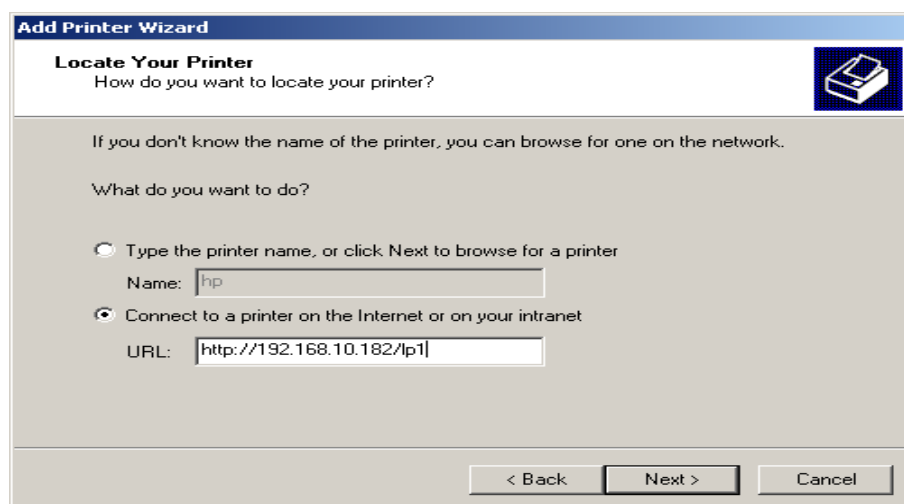 Add Printer Wizard
Locate Your Printer
How do you want to locate your printer?
If you don't know the name of the printer, you can browse for one on the network.
What do you want to do?
Type the printer name, or click Next to browse for a printer
Name: hp
Connect to a printer on the Internet or on your intranet
URL: http://192.168.10.182/lp1
< Back Next > Cancel